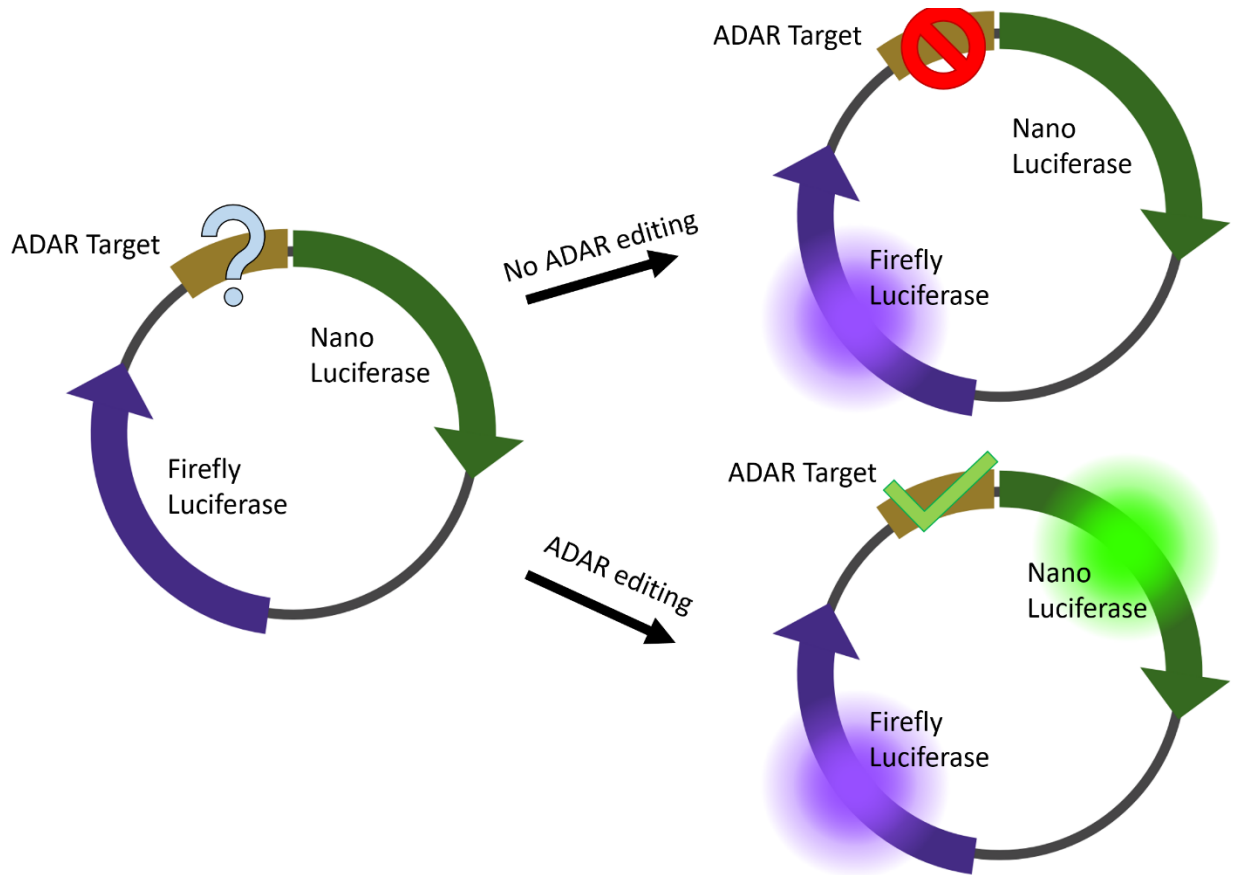 ADAR Target
Nano
Luciferase
Firefly
Luciferase
?
No ADAR editing
ADAR editing
ADAR Target
Nano
Luciferase
Firefly
Luciferase
ADAR Target
Nano
Luciferase
Firefly
Luciferase